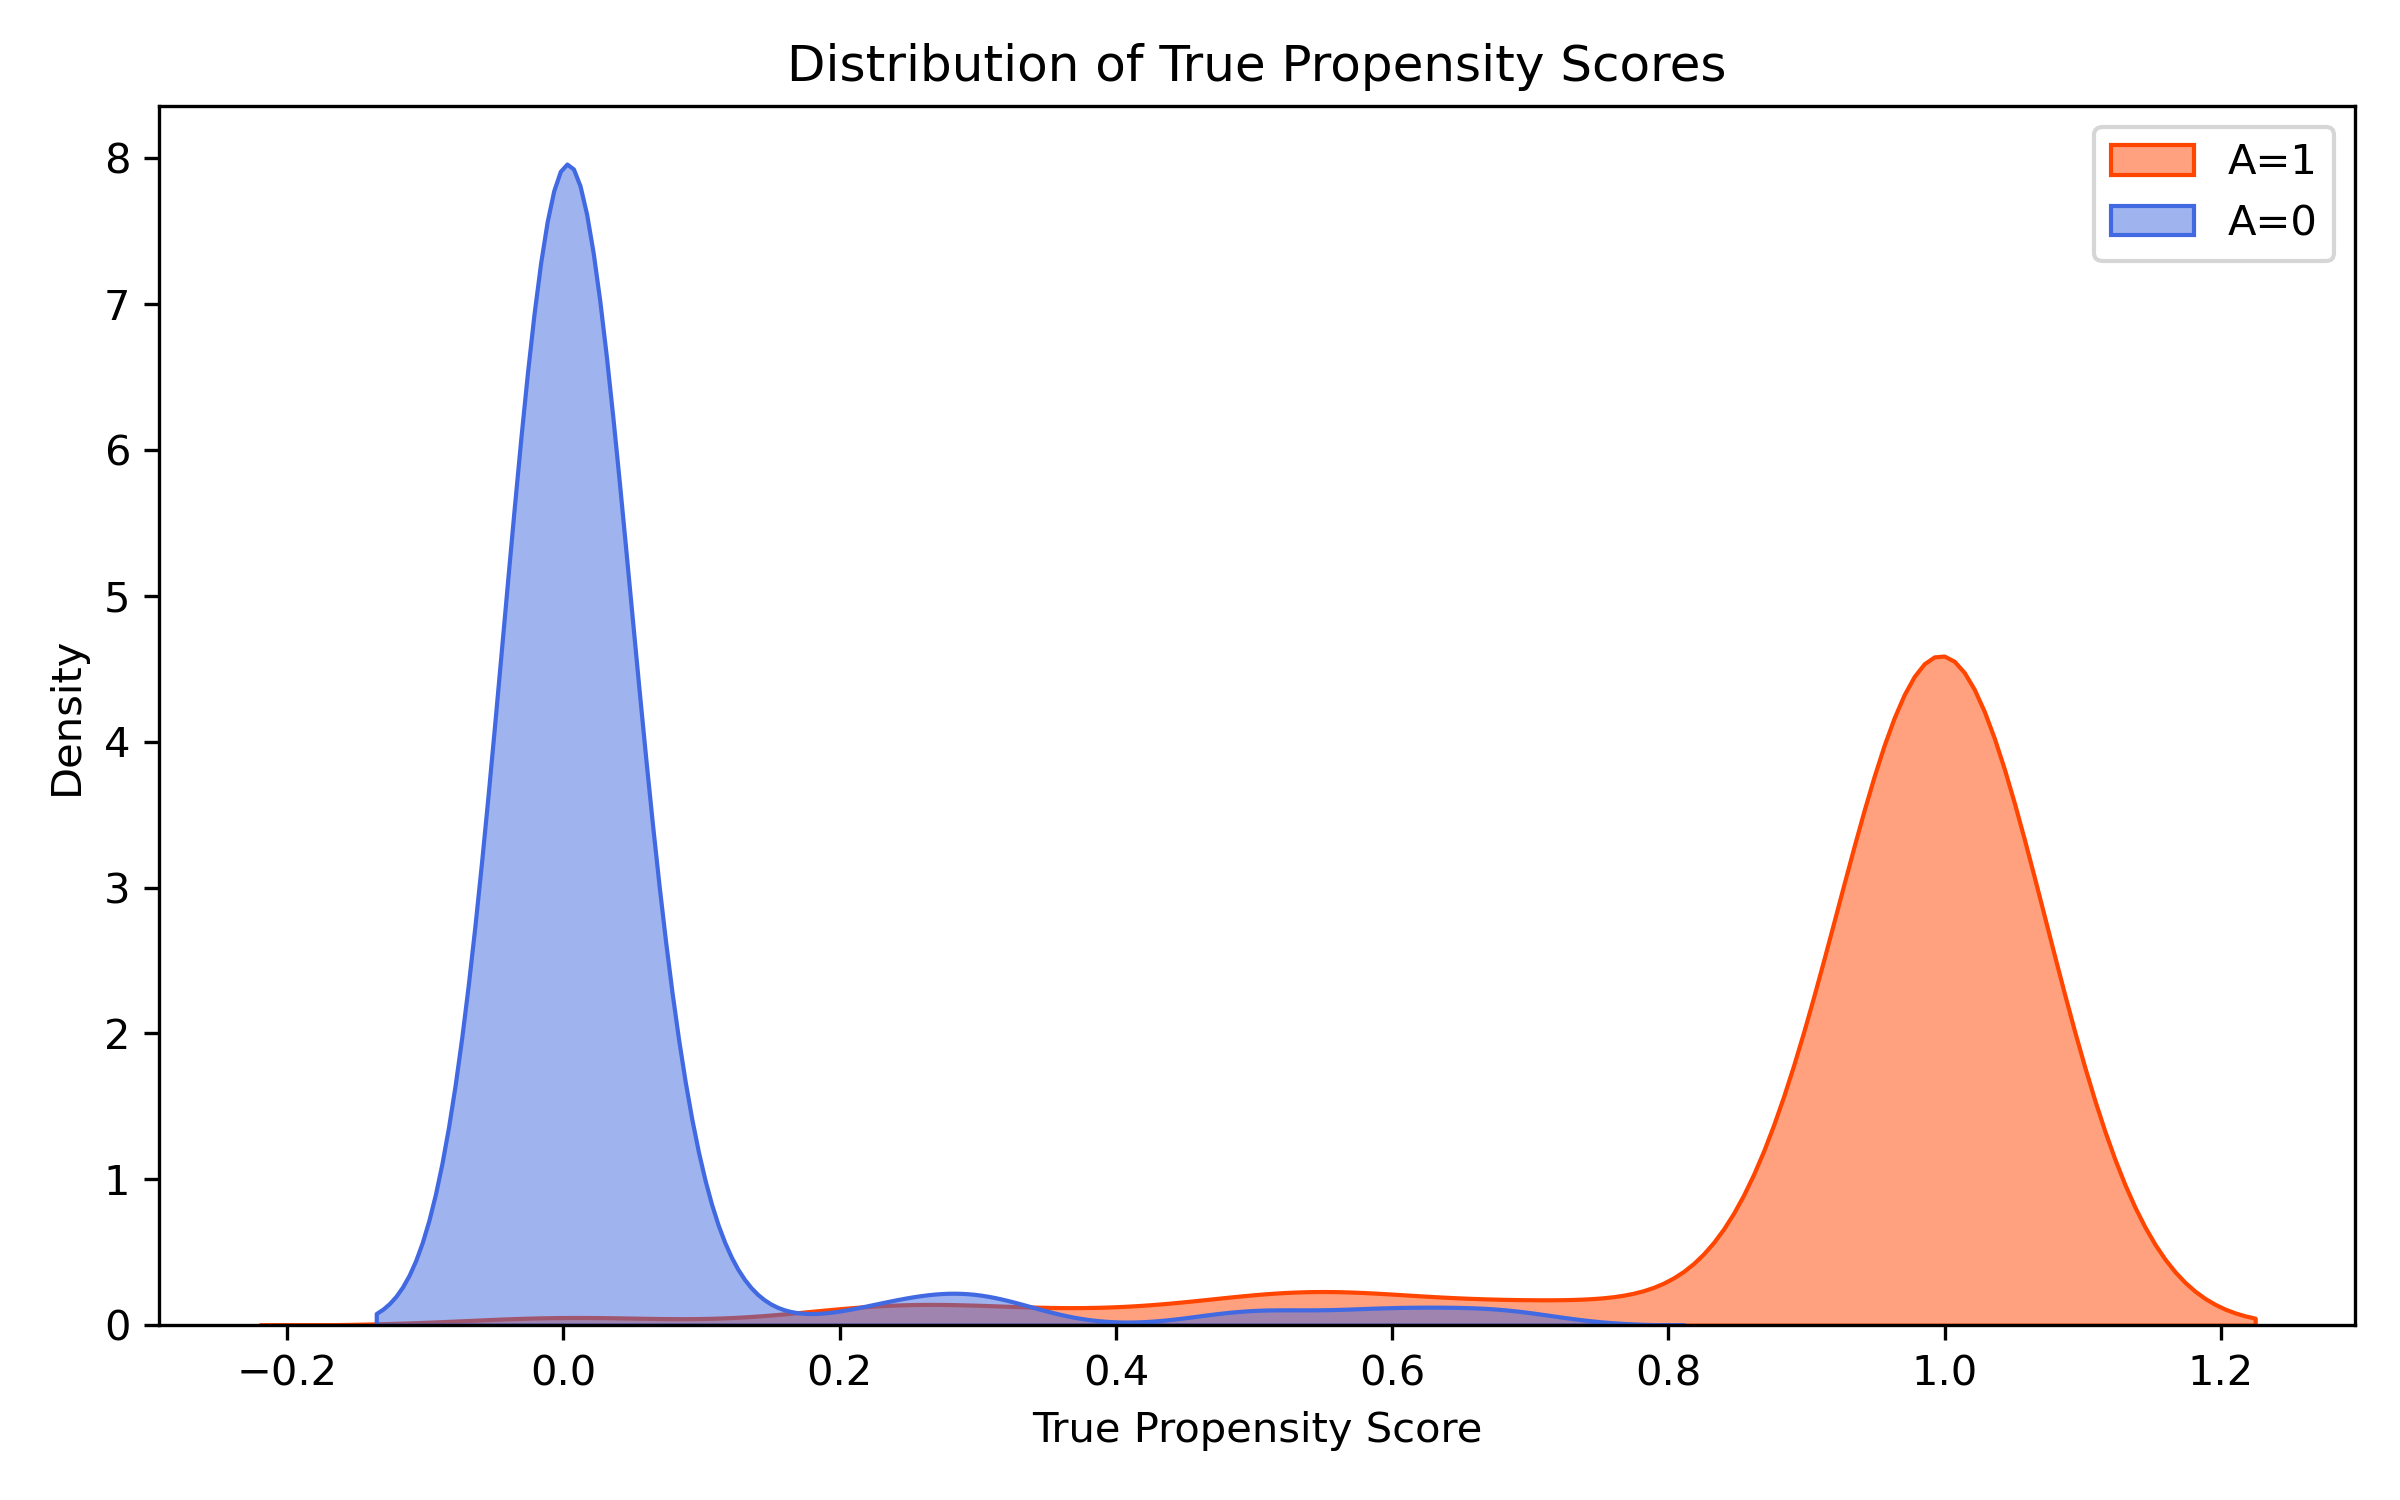 Distribution of True Propensity Scores
A=1
A=0
8
7
6
5
4
3
2
1
0
Density
−0.2 0.0 0.2 0.4 0.6 0.8 1.0 1.2
True Propensity Score